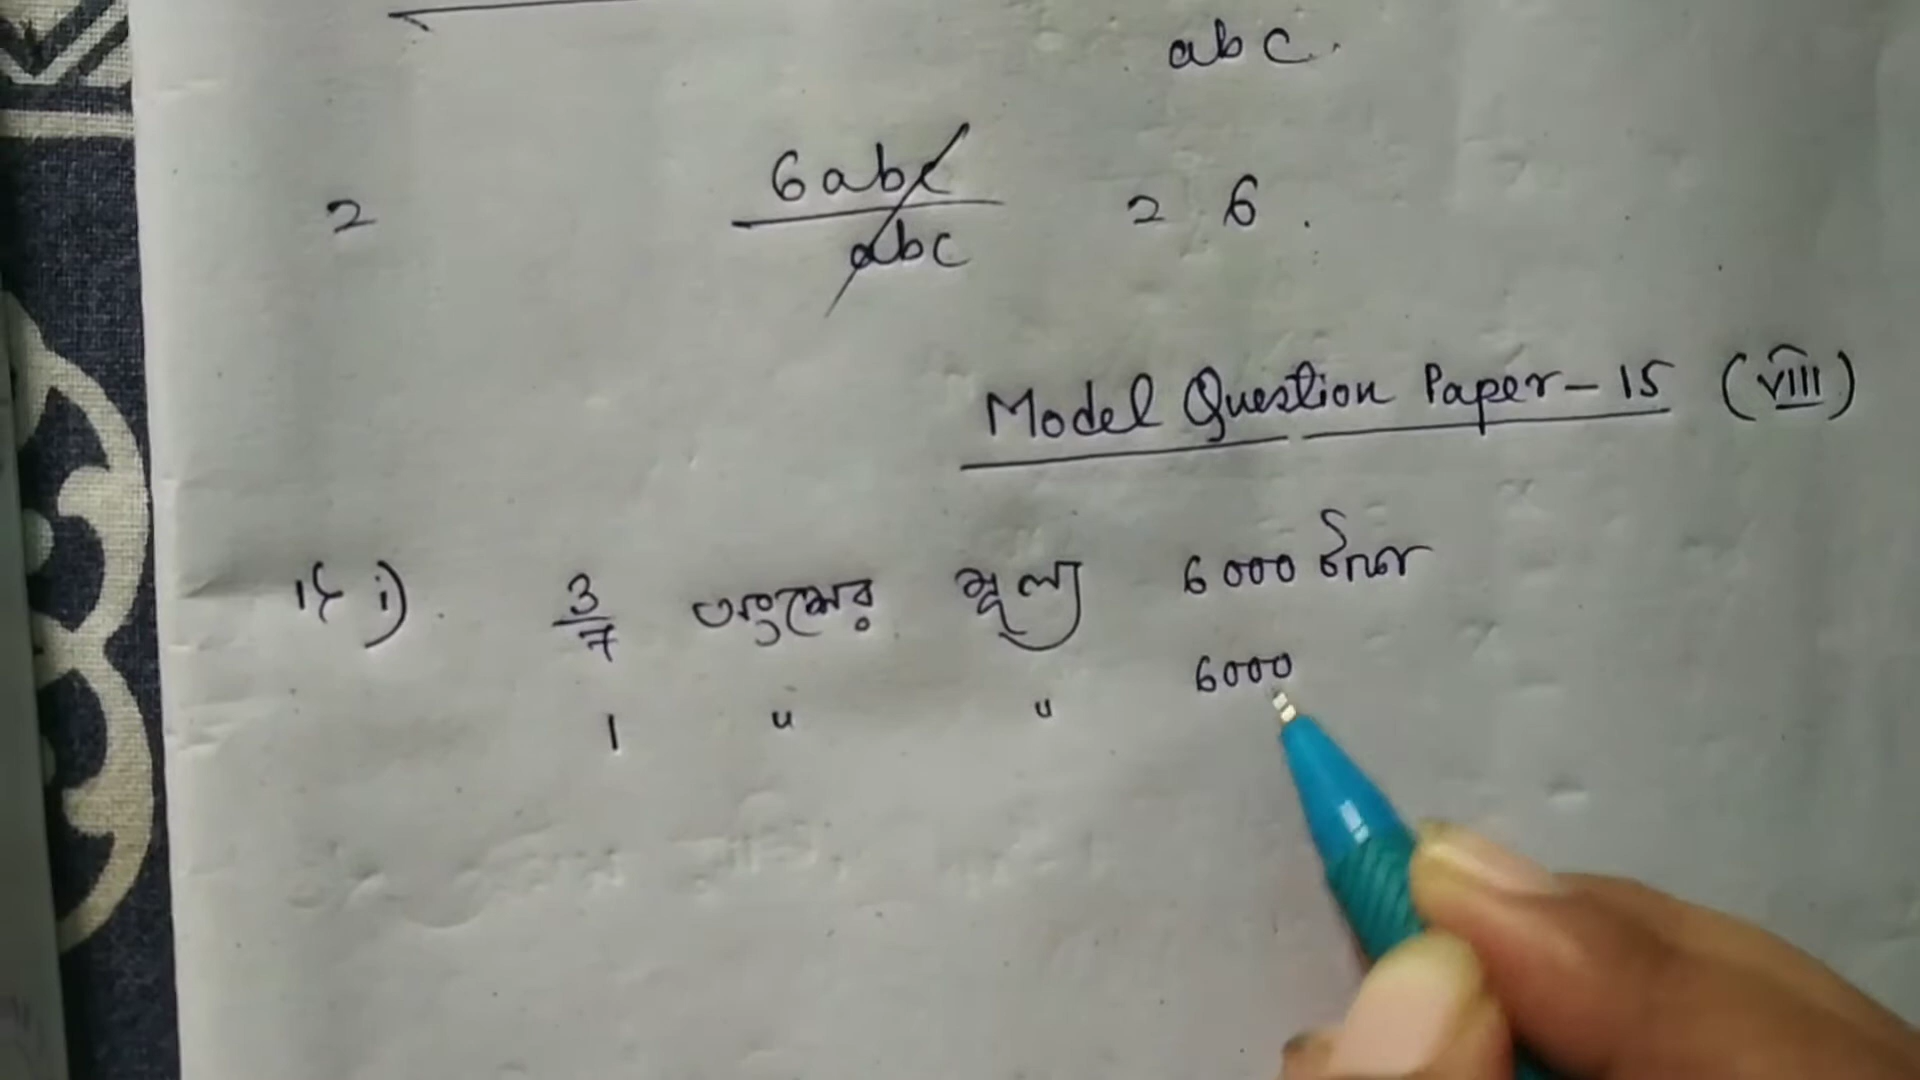 abc.
= 6abc/abc = 6.
Model Question Paper - 15 (VIII)
1) i). 3/7 অংশের মূল্য 6000 টাকা
1 " " 6000